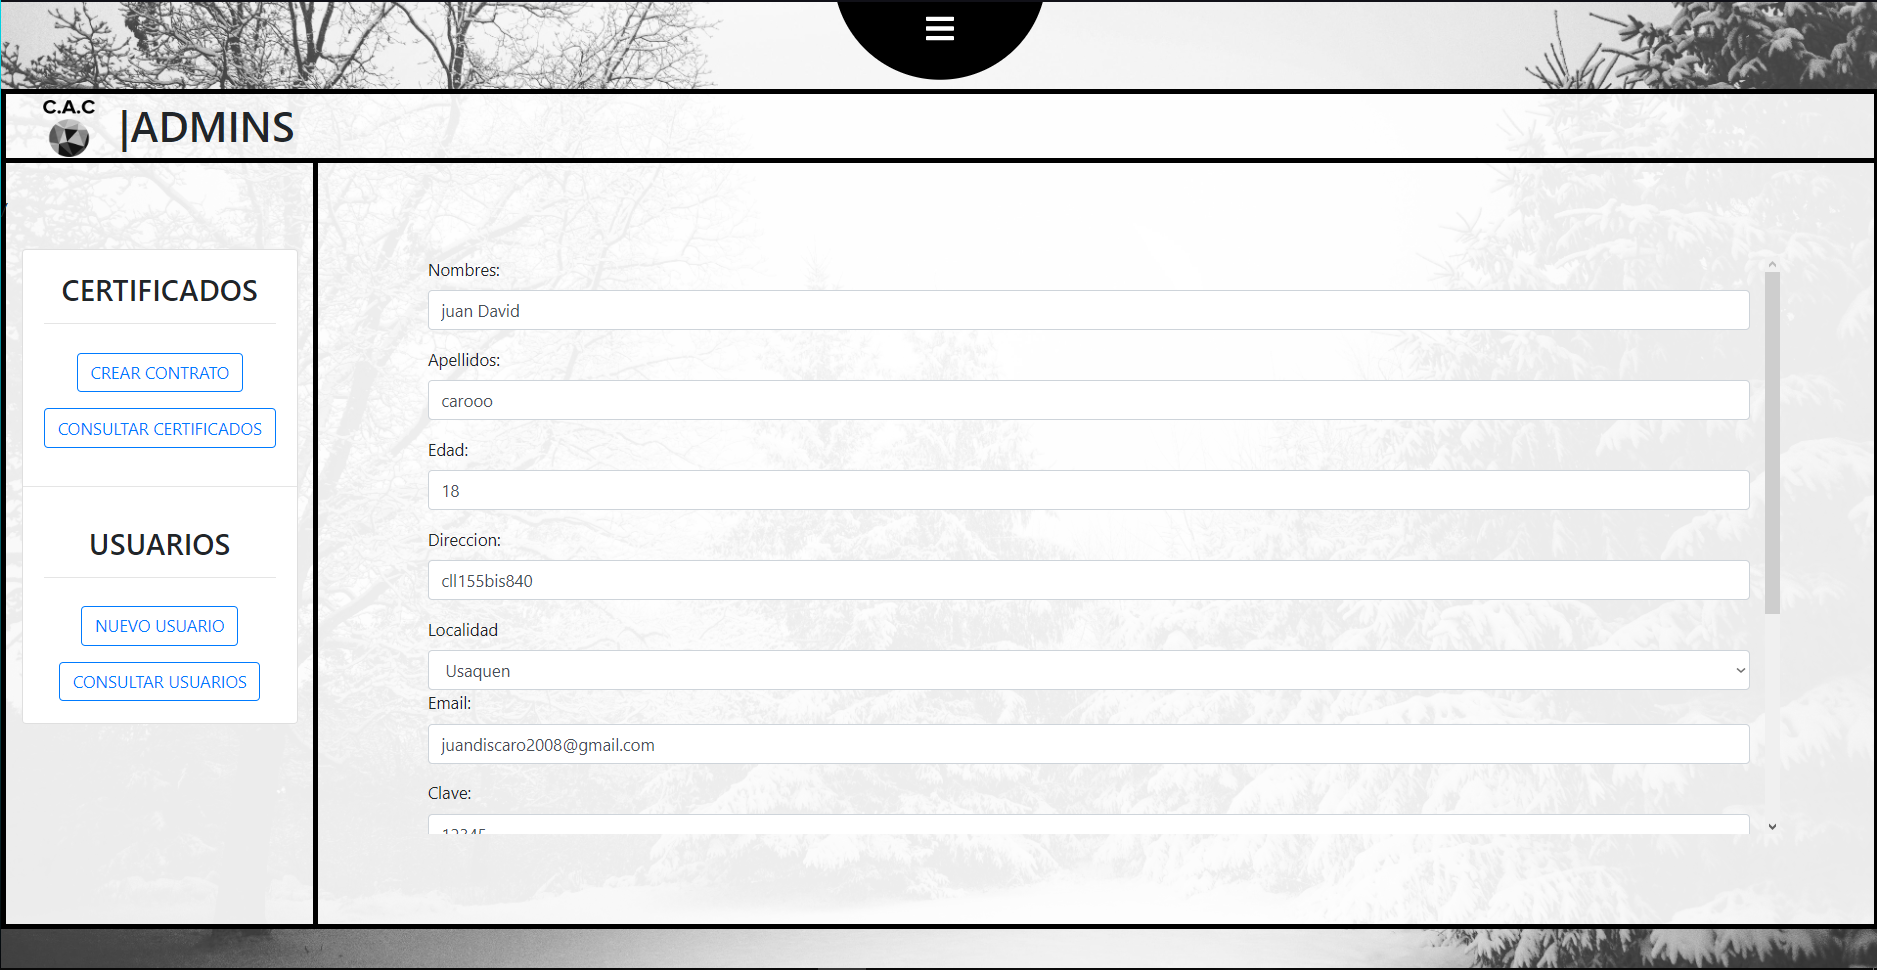 C.A.C
|ADMINS
CERTIFICADOS
CREAR CONTRATO
CONSULTAR CERTIFICADOS
USUARIOS
NUEVO USUARIO
CONSULTAR USUARIOS
Nombres:
juan David
Apellidos:
carooo
Edad:
18
Direccion:
cll155bis840
Localidad
Usaquen
Email:
juandiscaro2008@gmail.com
Clave:
12345